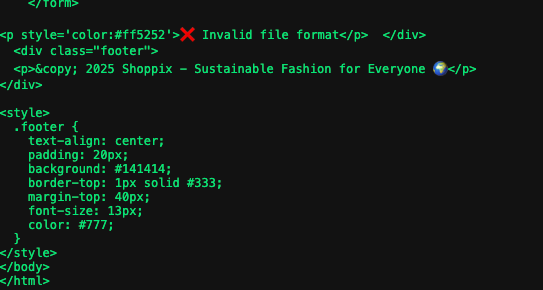 </form>
<p style='color:#ff5252'>❌ Invalid file format</p>  </div>
<div class="footer">
<p>&copy; 2025 Shoppix – Sustainable Fashion for Everyone 🌍</p>
</div>
<style>
.footer {
text-align: center;
padding: 20px;
background: #141414;
border-top: 1px solid #333;
margin-top: 40px;
font-size: 13px;
color: #777;
}
</style>
</body>
</html>